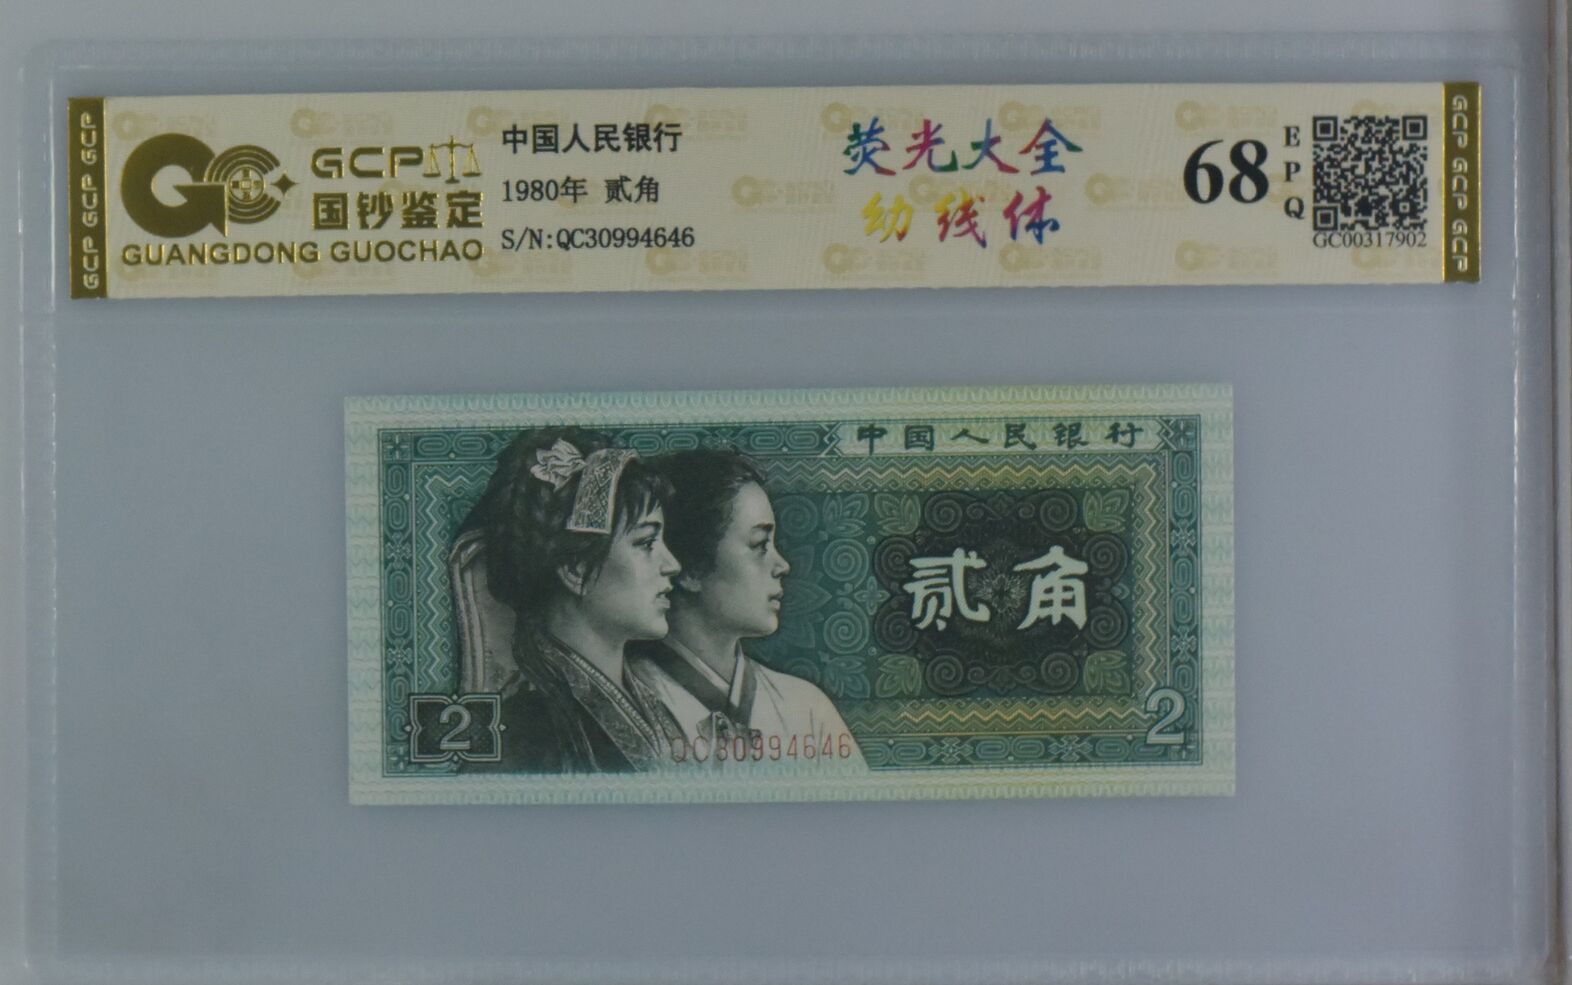 GCP GCP GCP
GCP
国钞鉴定
GUANGDONG GUOCHAO
中国人民银行
1980年 贰角
S/N:QC30994646
荧光大全
幼线体
68
EPQ
GC00317902
GCP GCP GCP
中国人民银行
贰角
2
2
QC30994646